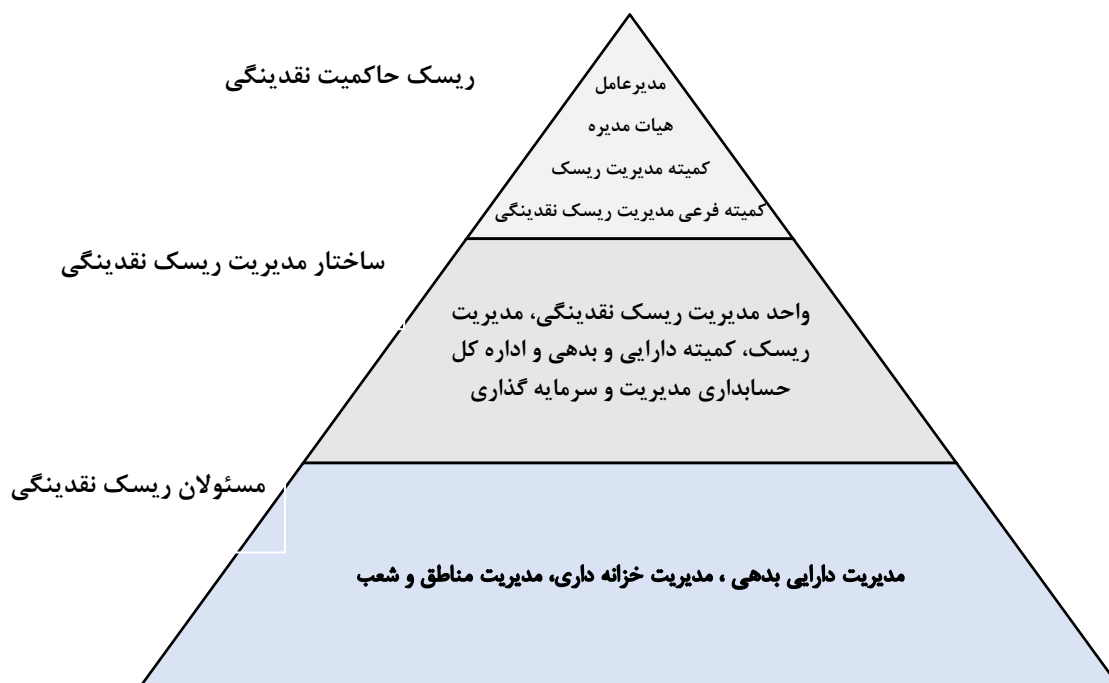 ریسک حاکمیت نقدینگی
مدیرعامل
هیات مدیره
کمیته مدیریت ریسک
کمیته فرعی مدیریت ریسک نقدینگی
ساختار مدیریت ریسک نقدینگی
واحد مدیریت ریسک نقدینگی، مدیریت
ریسک، کمیته دارایی و بدهی و اداره کل
حسابداری مدیریت و سرمایه گذاری
مسئولان ریسک نقدینگی
مدیریت دارایی بدهی ، مدیریت خزانه داری، مدیریت مناطق و شعب